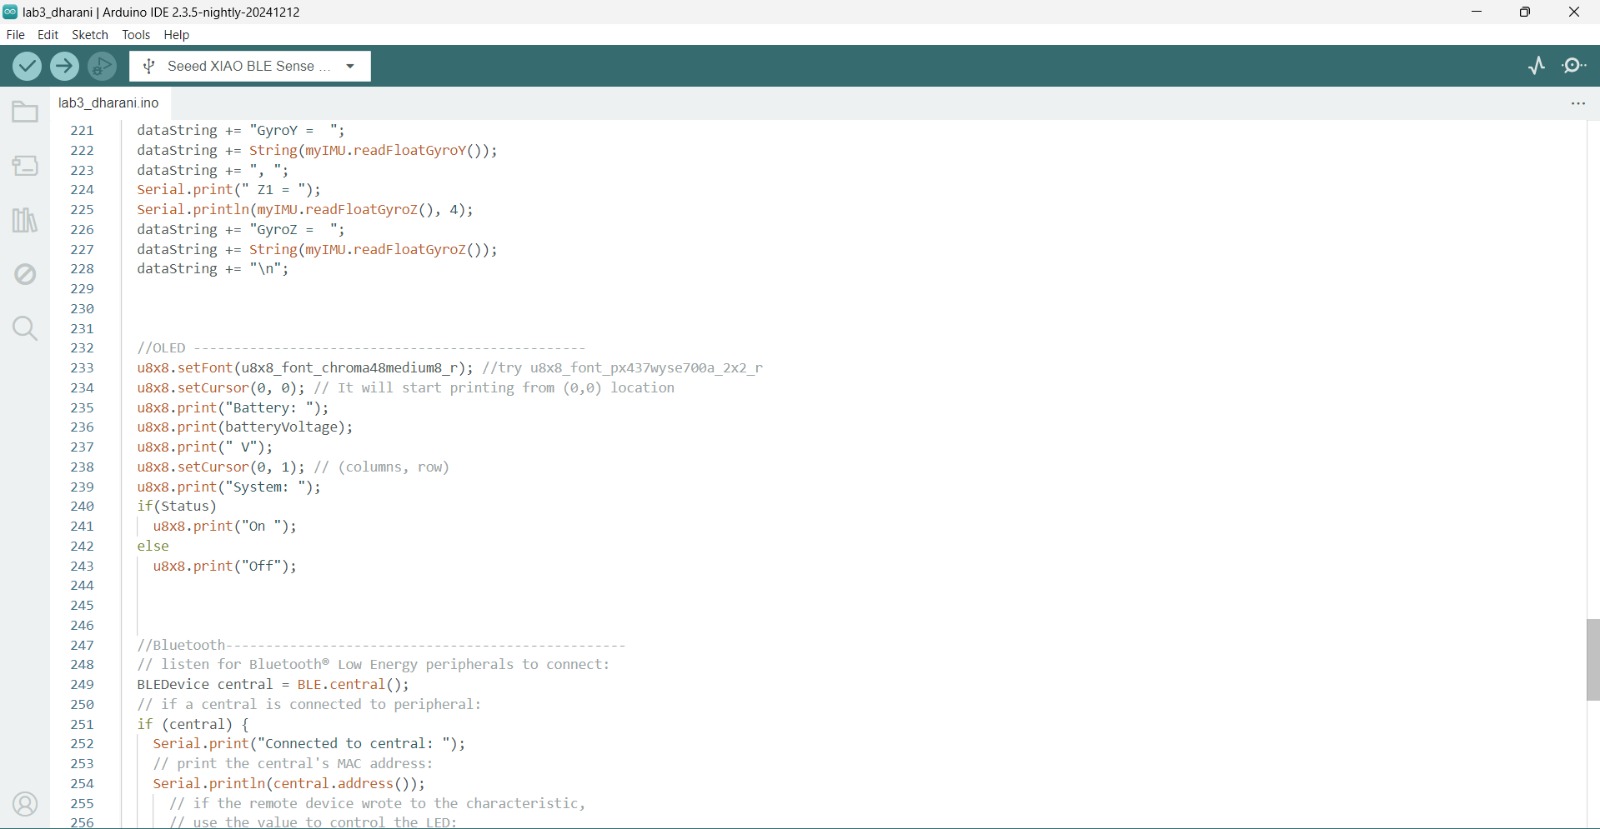 lab3_dharani | Arduino IDE 2.3.5-nightly-20241212
File Edit Sketch Tools Help
Seeed XIAO BLE Sense ...
lab3_dharani.ino
221 dataString += "GyroY =  ";
222 dataString += String(myIMU.readFloatGyroY());
223 dataString += ", ";
224 Serial.print(" Z1 = ");
225 Serial.println(myIMU.readFloatGyroZ(), 4);
226 dataString += "GyroZ =  ";
227 dataString += String(myIMU.readFloatGyroZ());
228 dataString += "\n";
229
230
231
232 //OLED -------------------------------------------------
233 u8x8.setFont(u8x8_font_chroma48medium8_r); //try u8x8_font_px437wyse700a_2x2_r
234 u8x8.setCursor(0, 0); // It will start printing from (0,0) location
235 u8x8.print("Battery: ");
236 u8x8.print(batteryVoltage);
237 u8x8.print(" V");
238 u8x8.setCursor(0, 1); // (columns, row)
239 u8x8.print("System: ");
240 if(Status)
241 u8x8.print("On ");
242 else
243 u8x8.print("Off");
244
245
246
247 //Bluetooth--------------------------------------------------
248 // listen for Bluetooth® Low Energy peripherals to connect:
249 BLEDevice central = BLE.central();
250 // if a central is connected to peripheral:
251 if (central) {
252 Serial.print("Connected to central: ");
253 // print the central's MAC address:
254 Serial.println(central.address());
255 // if the remote device wrote to the characteristic,
256 // use the value to control the LED: